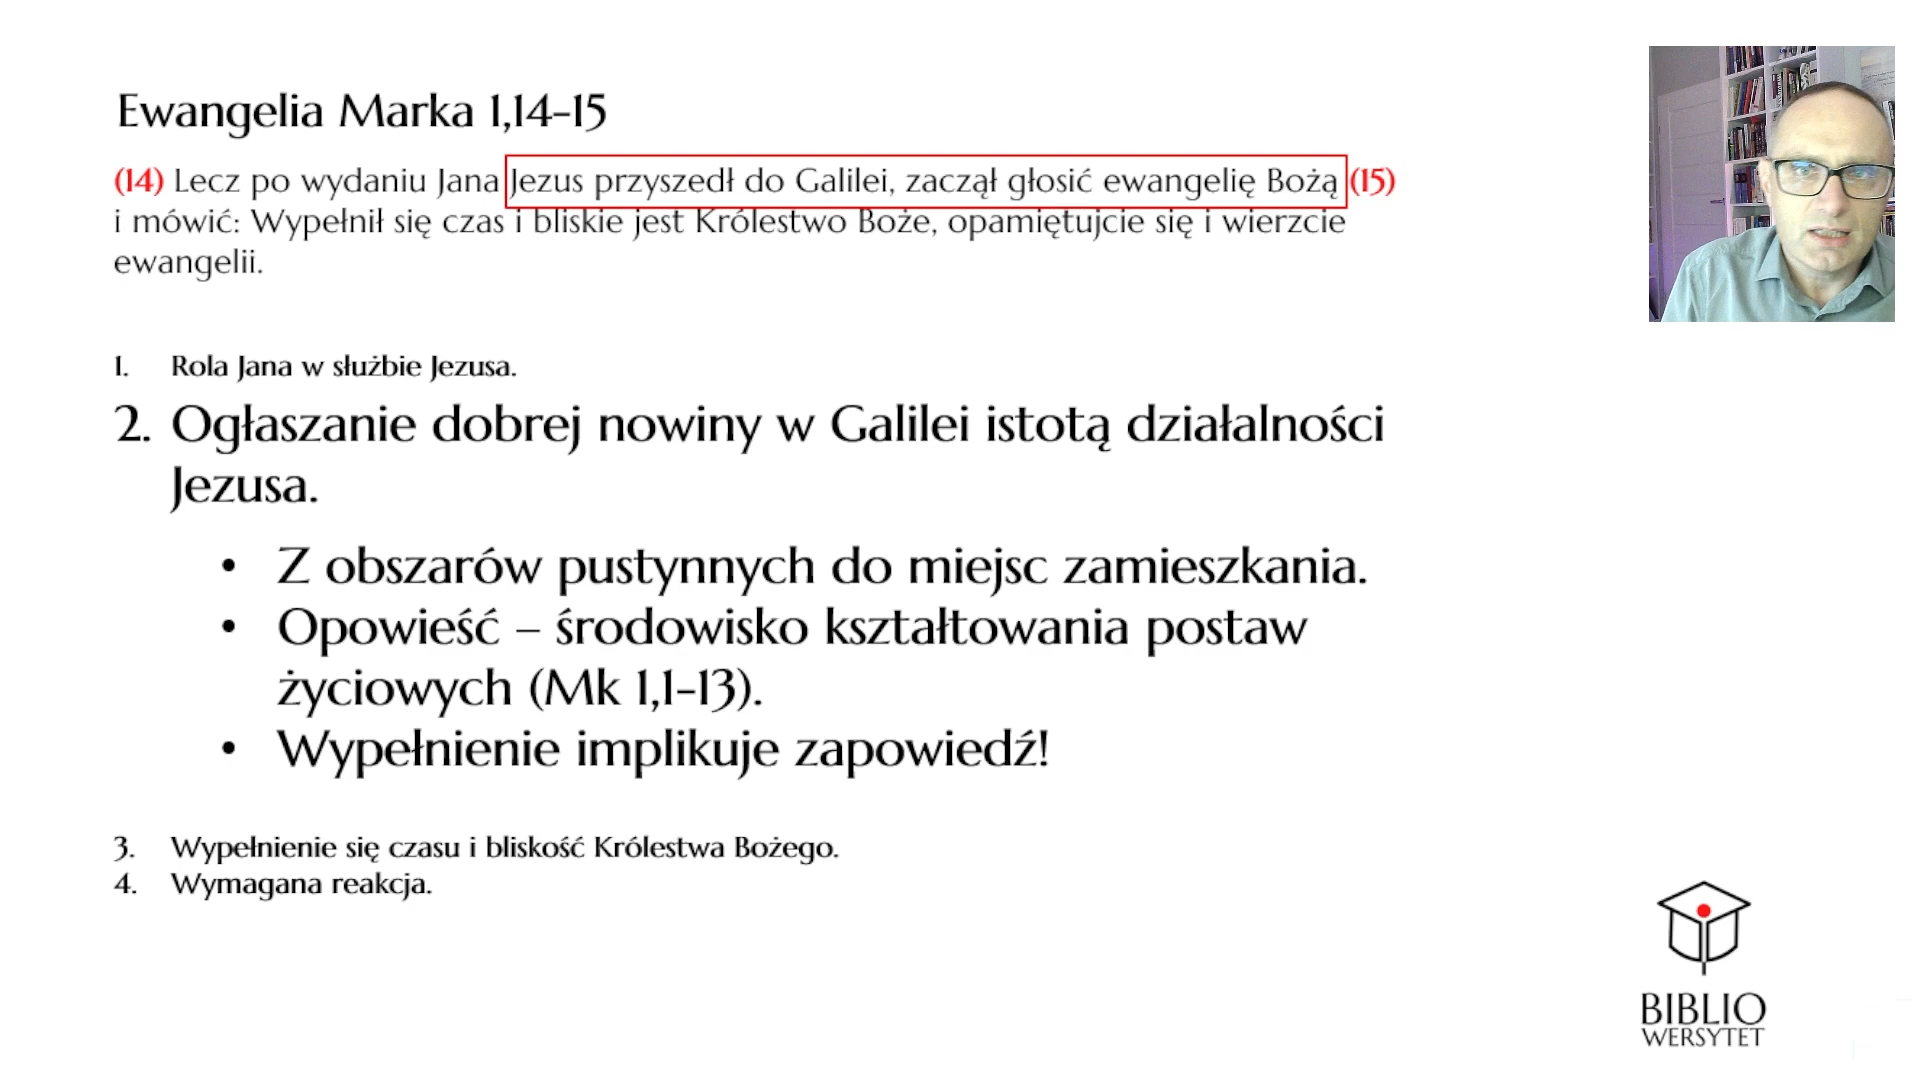 Ewangelia Marka 1,14-15
(14) Lecz po wydaniu Jana Jezus przyszedł do Galilei, zaczął głosić ewangelię Bożą (15)
i mówić: Wypełnił się czas i bliskie jest Królestwo Boże, opamiętujcie się i wierzcie
ewangelii.
1. Rola Jana w służbie Jezusa.
2. Ogłaszanie dobrej nowiny w Galilei istotą działalności
Jezusa.
• Z obszarów pustynnych do miejsc zamieszkania.
• Opowieść – środowisko kształtowania postaw
życiowych (Mk 1,1-13).
• Wypełnienie implikuje zapowiedź!
3. Wypełnienie się czasu i bliskość Królestwa Bożego.
4. Wymagana reakcja.
BIBLIO
WERSYTET